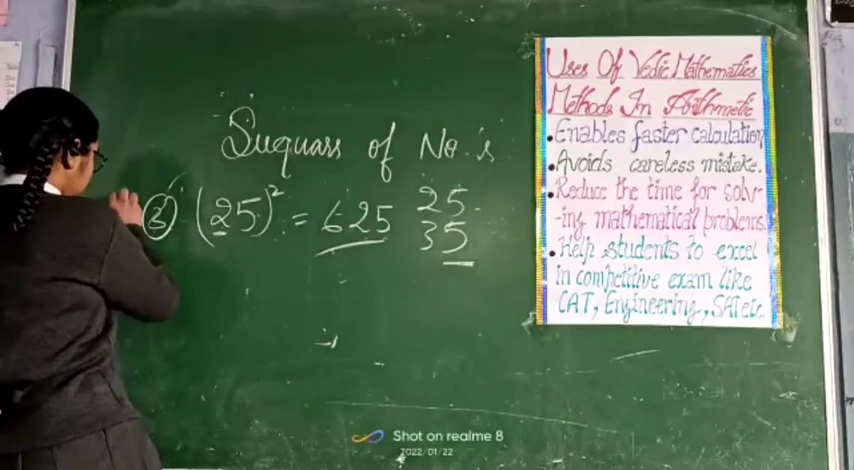 Suquars of No.s
② (25)² = 625 25
35
Uses Of Vedic Mathematics
Methods In Arithmetic
• Enables faster calculation
• Avoids careless mistake.
• Reduce the time for solv-
-ing mathematical problems.
• Help students to excel
in competitive exam like
CAT, Engineering, SAT etc
Shot on realme 8
2022/01/22